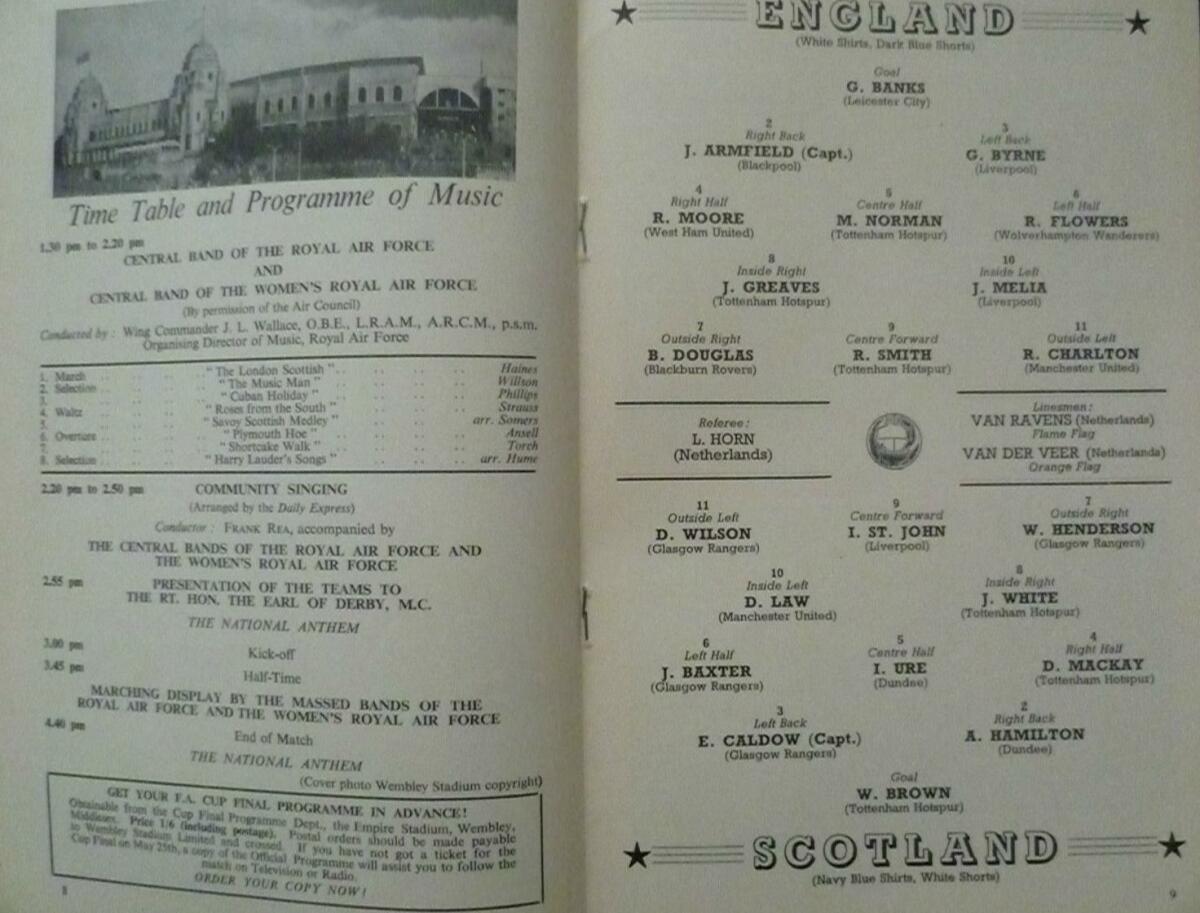 Time Table and Programme of Music
1.30 pm to 2.20 pm
CENTRAL BAND OF THE ROYAL AIR FORCE
AND
CENTRAL BAND OF THE WOMEN'S ROYAL AIR FORCE
(By permission of the Air Council)
Conducted by: Wing Commander J. L. Wallace, O.B.E., L.R.A.M., A.R.C.M., p.s.m.
Organising Director of Music, Royal Air Force
1. March .. .. .. "The London Scottish" .. .. .. .. Haines
2. Selection .. .. .. "The Music Man" .. .. .. .. Willson
3. .. .. .. "Cuban Holiday" .. .. .. .. Phillips
4. Waltz .. .. .. "Roses from the South" .. .. .. .. Strauss
5. .. .. .. "Savoy Scottish Medley" .. .. .. arr. Somers
6. Overture .. .. .. "Plymouth Hoe" .. .. .. .. Ansell
7. .. .. .. "Shortcake Walk" .. .. .. .. Torch
8. Selection .. .. .. "Harry Lauder's Songs" .. .. .. arr. Hume
2.20 pm to 2.50 pm COMMUNITY SINGING
(Arranged by the Daily Express)
Conductor: FRANK REA, accompanied by
THE CENTRAL BANDS OF THE ROYAL AIR FORCE AND
THE WOMEN'S ROYAL AIR FORCE
2.55 pm PRESENTATION OF THE TEAMS TO
THE RT. HON. THE EARL OF DERBY, M.C.
THE NATIONAL ANTHEM
3.00 pm Kick-off
3.45 pm Half-Time
MARCHING DISPLAY BY THE MASSED BANDS OF THE
ROYAL AIR FORCE AND THE WOMEN'S ROYAL AIR FORCE
4.40 pm End of Match
THE NATIONAL ANTHEM
(Cover photo Wembley Stadium copyright)
GET YOUR F.A. CUP FINAL PROGRAMME IN ADVANCE!
Obtainable from the Cup Final Programme Dept., the Empire Stadium, Wembley,
Middlesex. Price 1/6 (including postage). Postal orders should be made payable
to Wembley Stadium Limited and crossed. If you have not got a ticket for the
Cup Final on May 25th, a copy of the Official Programme will assist you to follow the
match on Television or Radio.
ORDER YOUR COPY NOW!
8
ENGLAND
(White Shirts, Dark Blue Shorts)
Goal
G. BANKS
(Leicester City)
2 3
Right Back Left Back
J. ARMFIELD (Capt.) G. BYRNE
(Blackpool) (Liverpool)
4 5 6
Right Half Centre Half Left Half
R. MOORE M. NORMAN R. FLOWERS
(West Ham United) (Tottenham Hotspur) (Wolverhampton Wanderers)
8 10
Inside Right Inside Left
J. GREAVES J. MELIA
(Tottenham Hotspur) (Liverpool)
7 9 11
Outside Right Centre Forward Outside Left
B. DOUGLAS R. SMITH R. CHARLTON
(Blackburn Rovers) (Tottenham Hotspur) (Manchester United)
Referee:
L. HORN
(Netherlands)
Linesmen:
VAN RAVENS (Netherlands)
Flame Flag
VAN DER VEER (Netherlands)
Orange Flag
11 9 7
Outside Left Centre Forward Outside Right
D. WILSON I. ST. JOHN W. HENDERSON
(Glasgow Rangers) (Liverpool) (Glasgow Rangers)
10 8
Inside Left Inside Right
D. LAW J. WHITE
(Manchester United) (Tottenham Hotspur)
6 5 4
Left Half Centre Half Right Half
J. BAXTER I. URE D. MACKAY
(Glasgow Rangers) (Dundee) (Tottenham Hotspur)
3 2
Left Back Right Back
E. CALDOW (Capt.) A. HAMILTON
(Glasgow Rangers) (Dundee)
Goal
W. BROWN
(Tottenham Hotspur)
SCOTLAND
(Navy Blue Shirts, White Shorts)
9